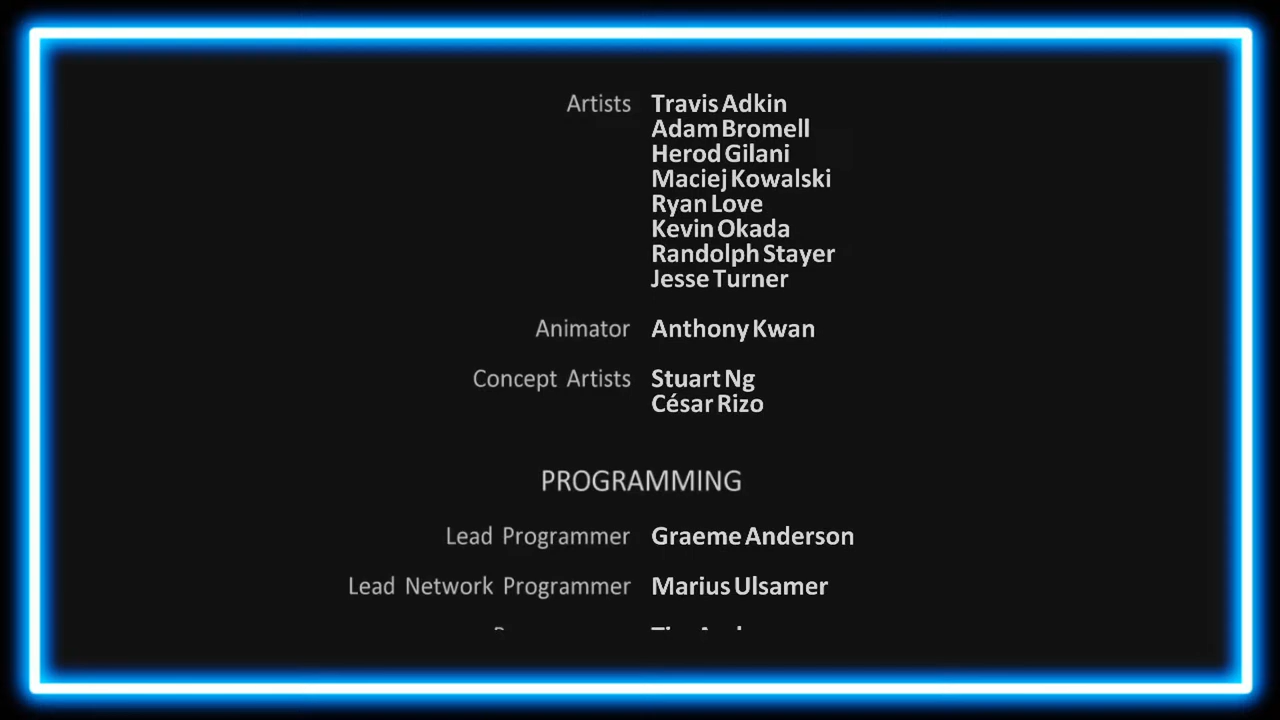 Artists Travis Adkin
Adam Bromell
Herod Gilani
Maciej Kowalski
Ryan Love
Kevin Okada
Randolph Stayer
Jesse Turner
Animator Anthony Kwan
Concept Artists Stuart Ng
César Rizo
PROGRAMMING
Lead Programmer Graeme Anderson
Lead Network Programmer Marius Ulsamer